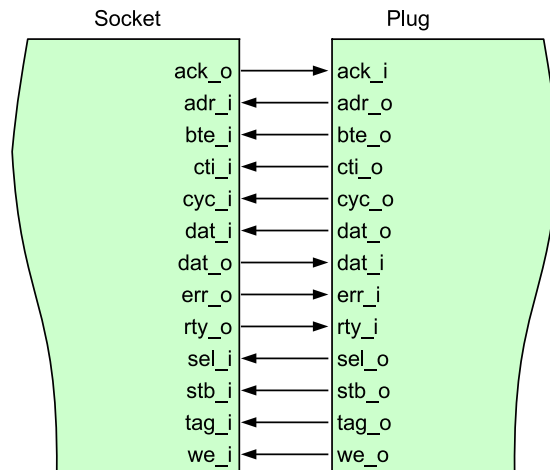 Socket Plug
ack_o ack_i
adr_i adr_o
bte_i bte_o
cti_i cti_o
cyc_i cyc_o
dat_i dat_o
dat_o dat_i
err_o err_i
rty_o rty_i
sel_i sel_o
stb_i stb_o
tag_i tag_o
we_i we_o